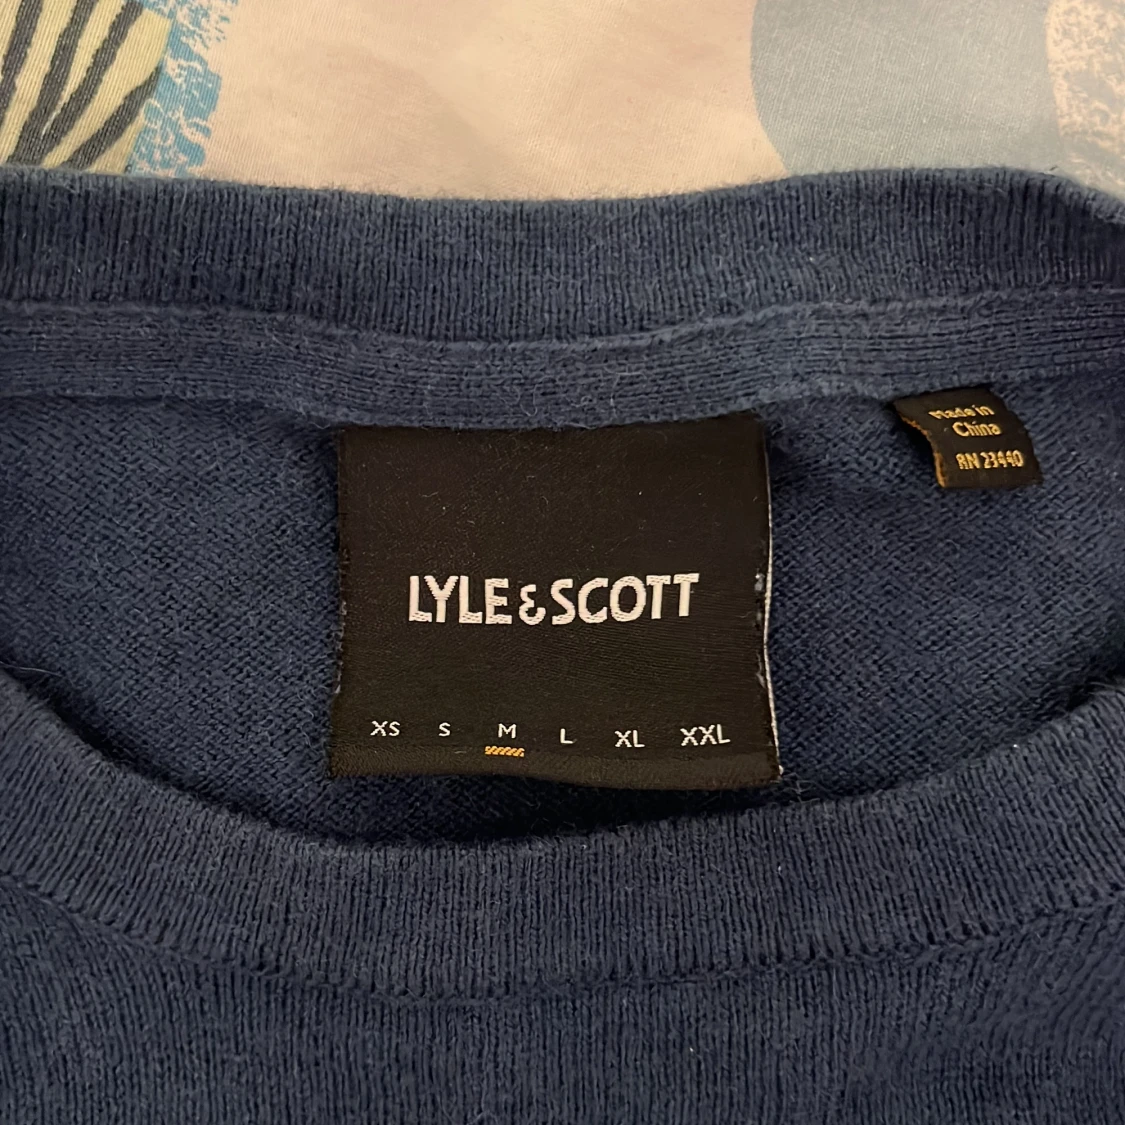 Made in
China
RN 23440
LYLE & SCOTT
XS S M L XL XXL